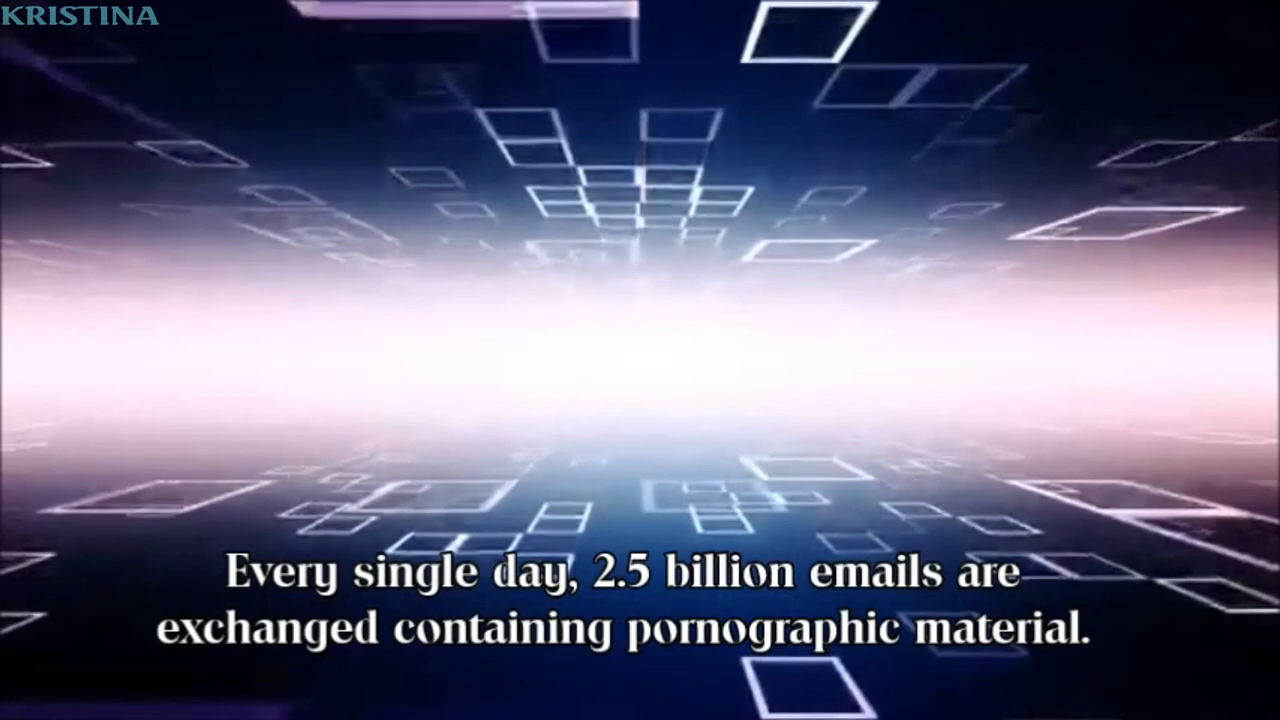 KRISTINA
Every single day, 2.5 billion emails are
exchanged containing pornographic material.